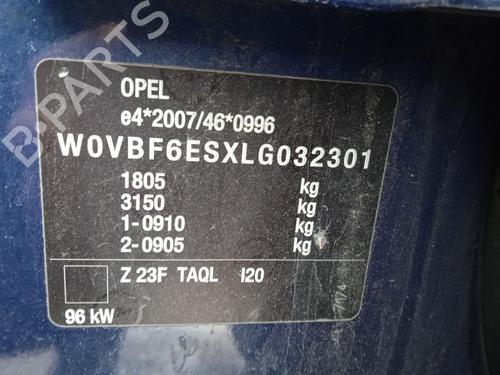 B-PARTS
OPEL
e4*2007/46*0996
W0VBF6ESXLG032301
1805 kg
3150 kg
1-0910 kg
2-0905 kg
Z 23F TAQL I20
96 kW